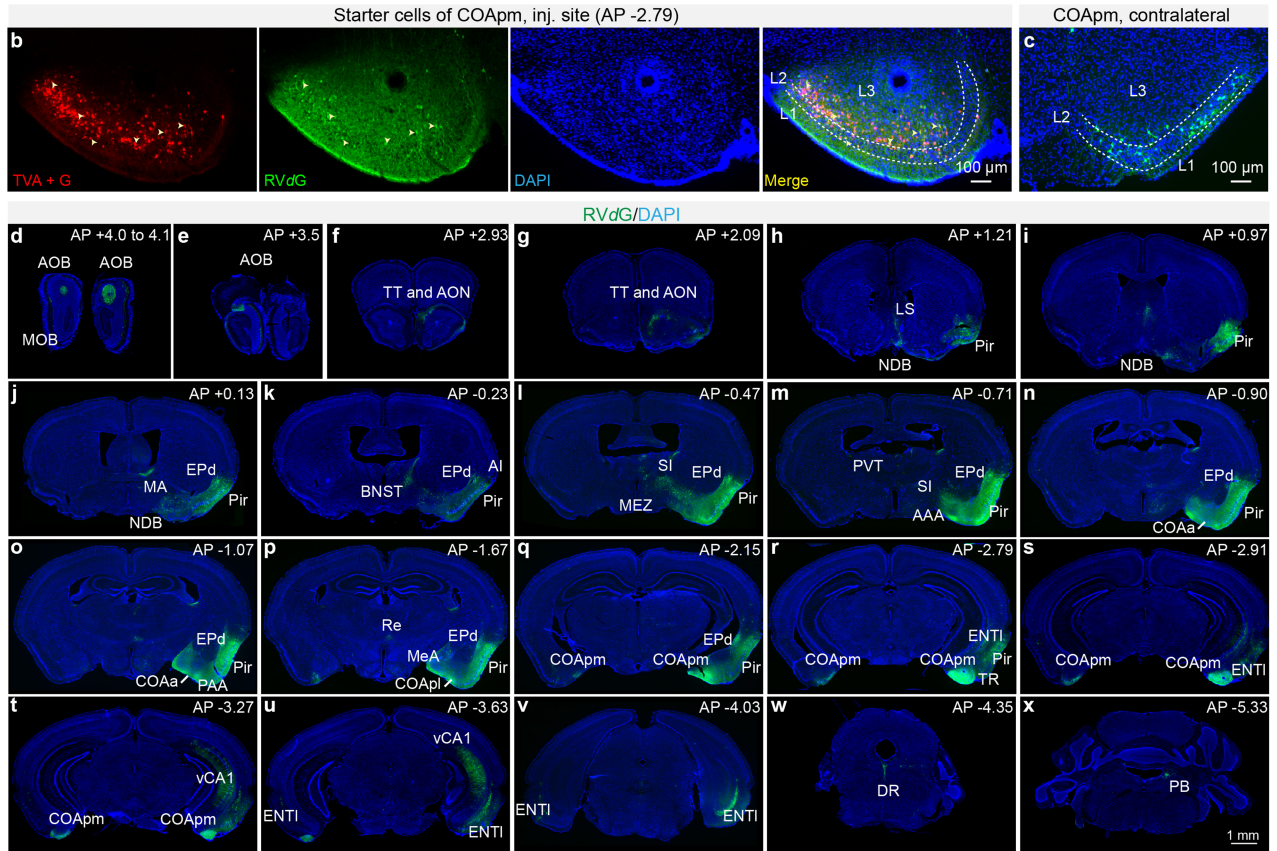 Starter cells of COApm, inj. site (AP -2.79)
COApm, contralateral
b
TVA + G
RVdG
DAPI
L2
L1
L3
Merge
100 µm
c
L3
L2
L1
100 µm
RVdG/DAPI
d
AP +4.0 to 4.1
AOB
AOB
MOB
e
AP +3.5
AOB
f
AP +2.93
TT and AON
g
AP +2.09
TT and AON
h
AP +1.21
LS
Pir
NDB
i
AP +0.97
Pir
NDB
j
AP +0.13
EPd
MA
Pir
NDB
k
AP -0.23
EPd
AI
BNST
Pir
l
AP -0.47
SI
EPd
MEZ
Pir
m
AP -0.71
PVT
EPd
SI
AAA
Pir
n
AP -0.90
EPd
Pir
COAa
o
AP -1.07
EPd
Pir
COAa
PAA
p
AP -1.67
Re
EPd
MeA
Pir
COApl
q
AP -2.15
EPd
COApm
COApm
Pir
r
AP -2.79
ENTl
COApm
COApm
Pir
TR
s
AP -2.91
COApm
COApm
ENTl
t
AP -3.27
vCA1
COApm
COApm
u
AP -3.63
vCA1
ENTl
ENTl
v
AP -4.03
ENTl
ENTl
w
AP -4.35
DR
x
AP -5.33
PB
1 mm